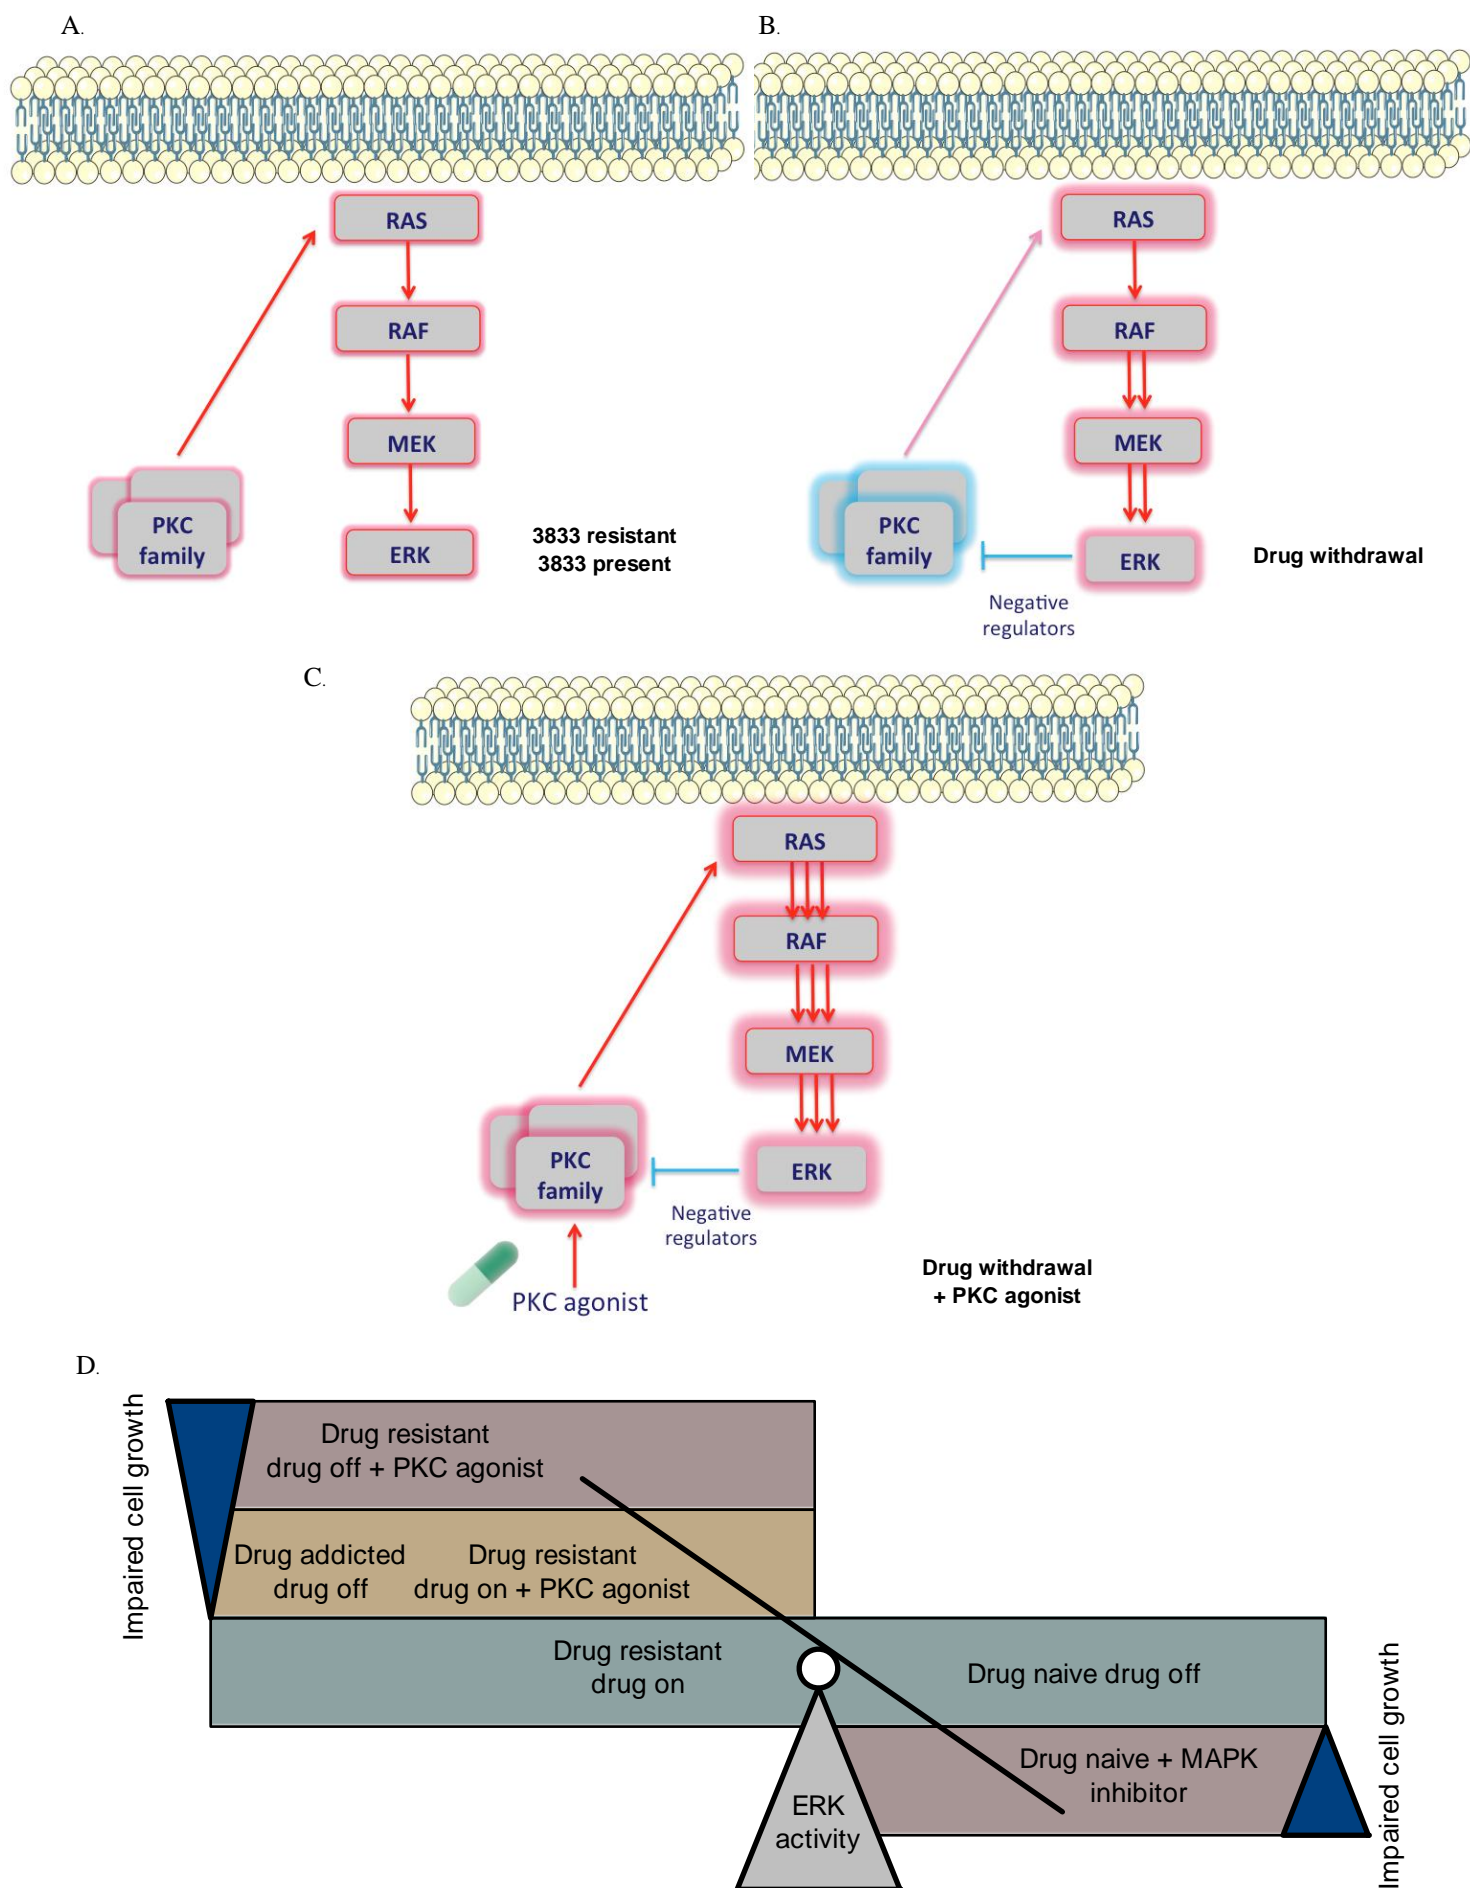 A.
RAS
RAF
MEK
PKC
family
ERK
3833 resistant
3833 present
B.
RAS
RAF
MEK
PKC
family
ERK
Negative
regulators
Drug withdrawal
C.
RAS
RAF
MEK
PKC
family
ERK
Negative
regulators
PKC agonist
Drug withdrawal
+ PKC agonist
D.
Impaired cell growth
Drug resistant
drug off + PKC agonist
Drug addicted
drug off
Drug resistant
drug on + PKC agonist
Drug resistant
drug on
Drug naive drug off
Drug naive + MAPK
inhibitor
ERK
activity
Impaired cell growth